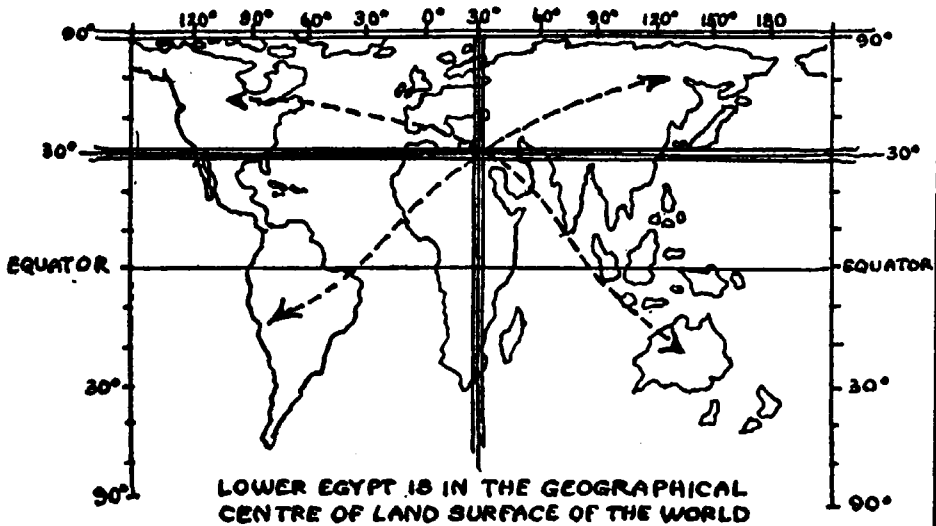 120° 90° 60° 30° 0° 30° 60° 90° 120° 150° 180
90° 90°
30° 30°
EQUATOR EQUATOR
30° 30°
90° 90°
LOWER EGYPT IS IN THE GEOGRAPHICAL
CENTRE OF LAND SURFACE OF THE WORLD